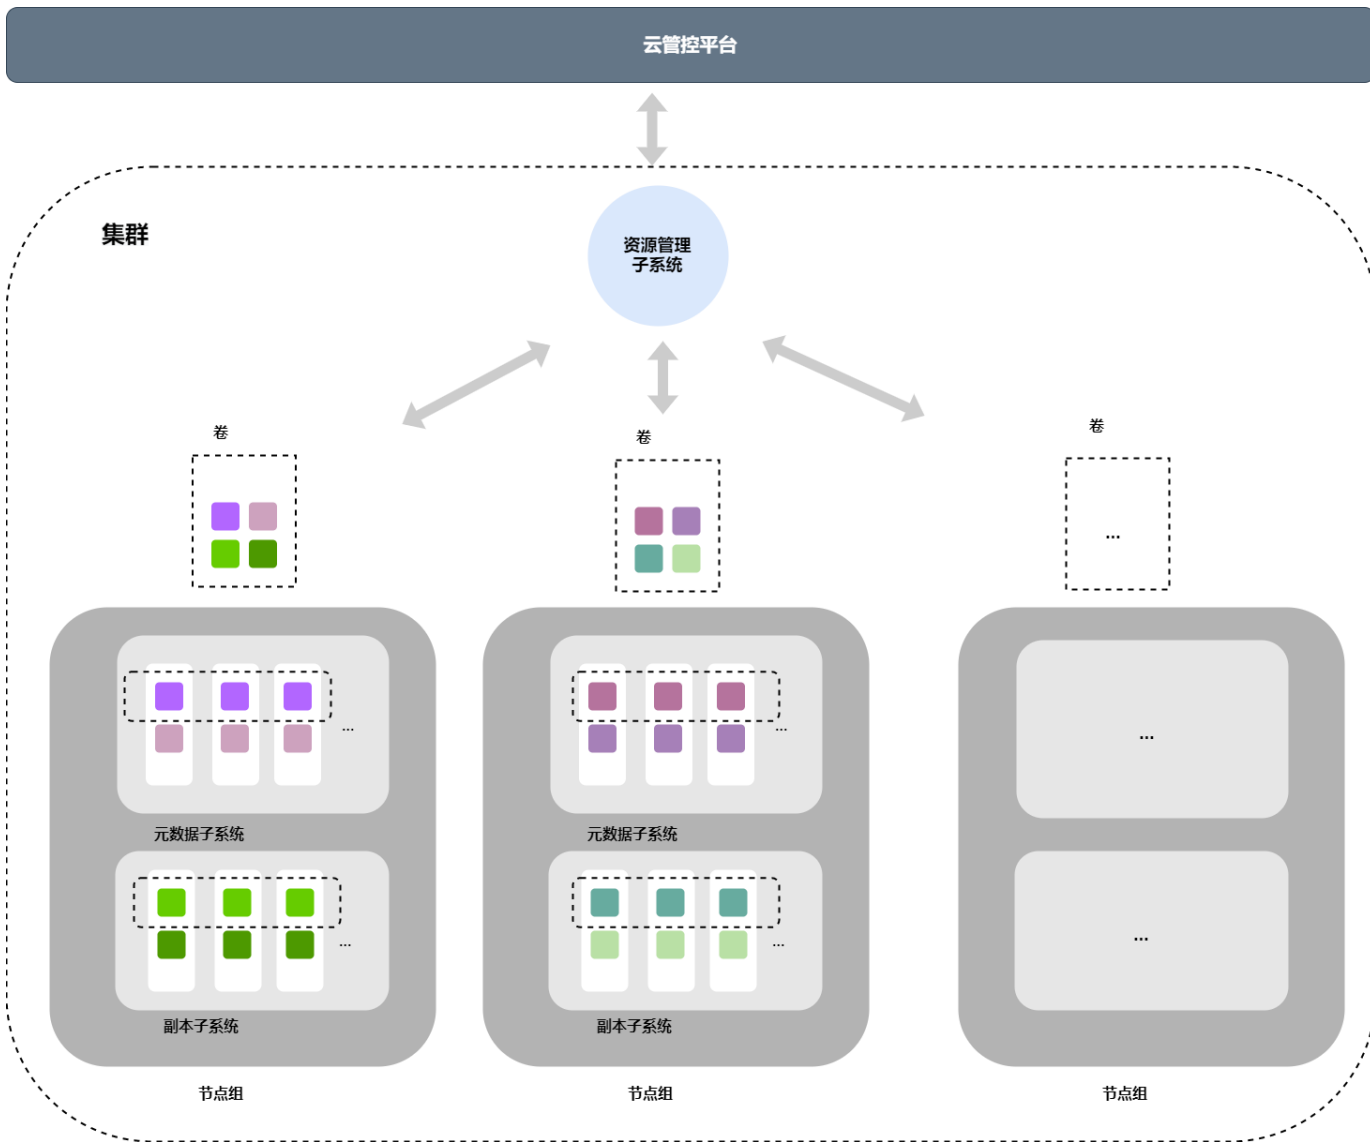 云管控平台
集群
资源管理
子系统
卷
卷
卷
...
...
...
...
元数据子系统
元数据子系统
...
...
...
副本子系统
副本子系统
节点组
节点组
节点组